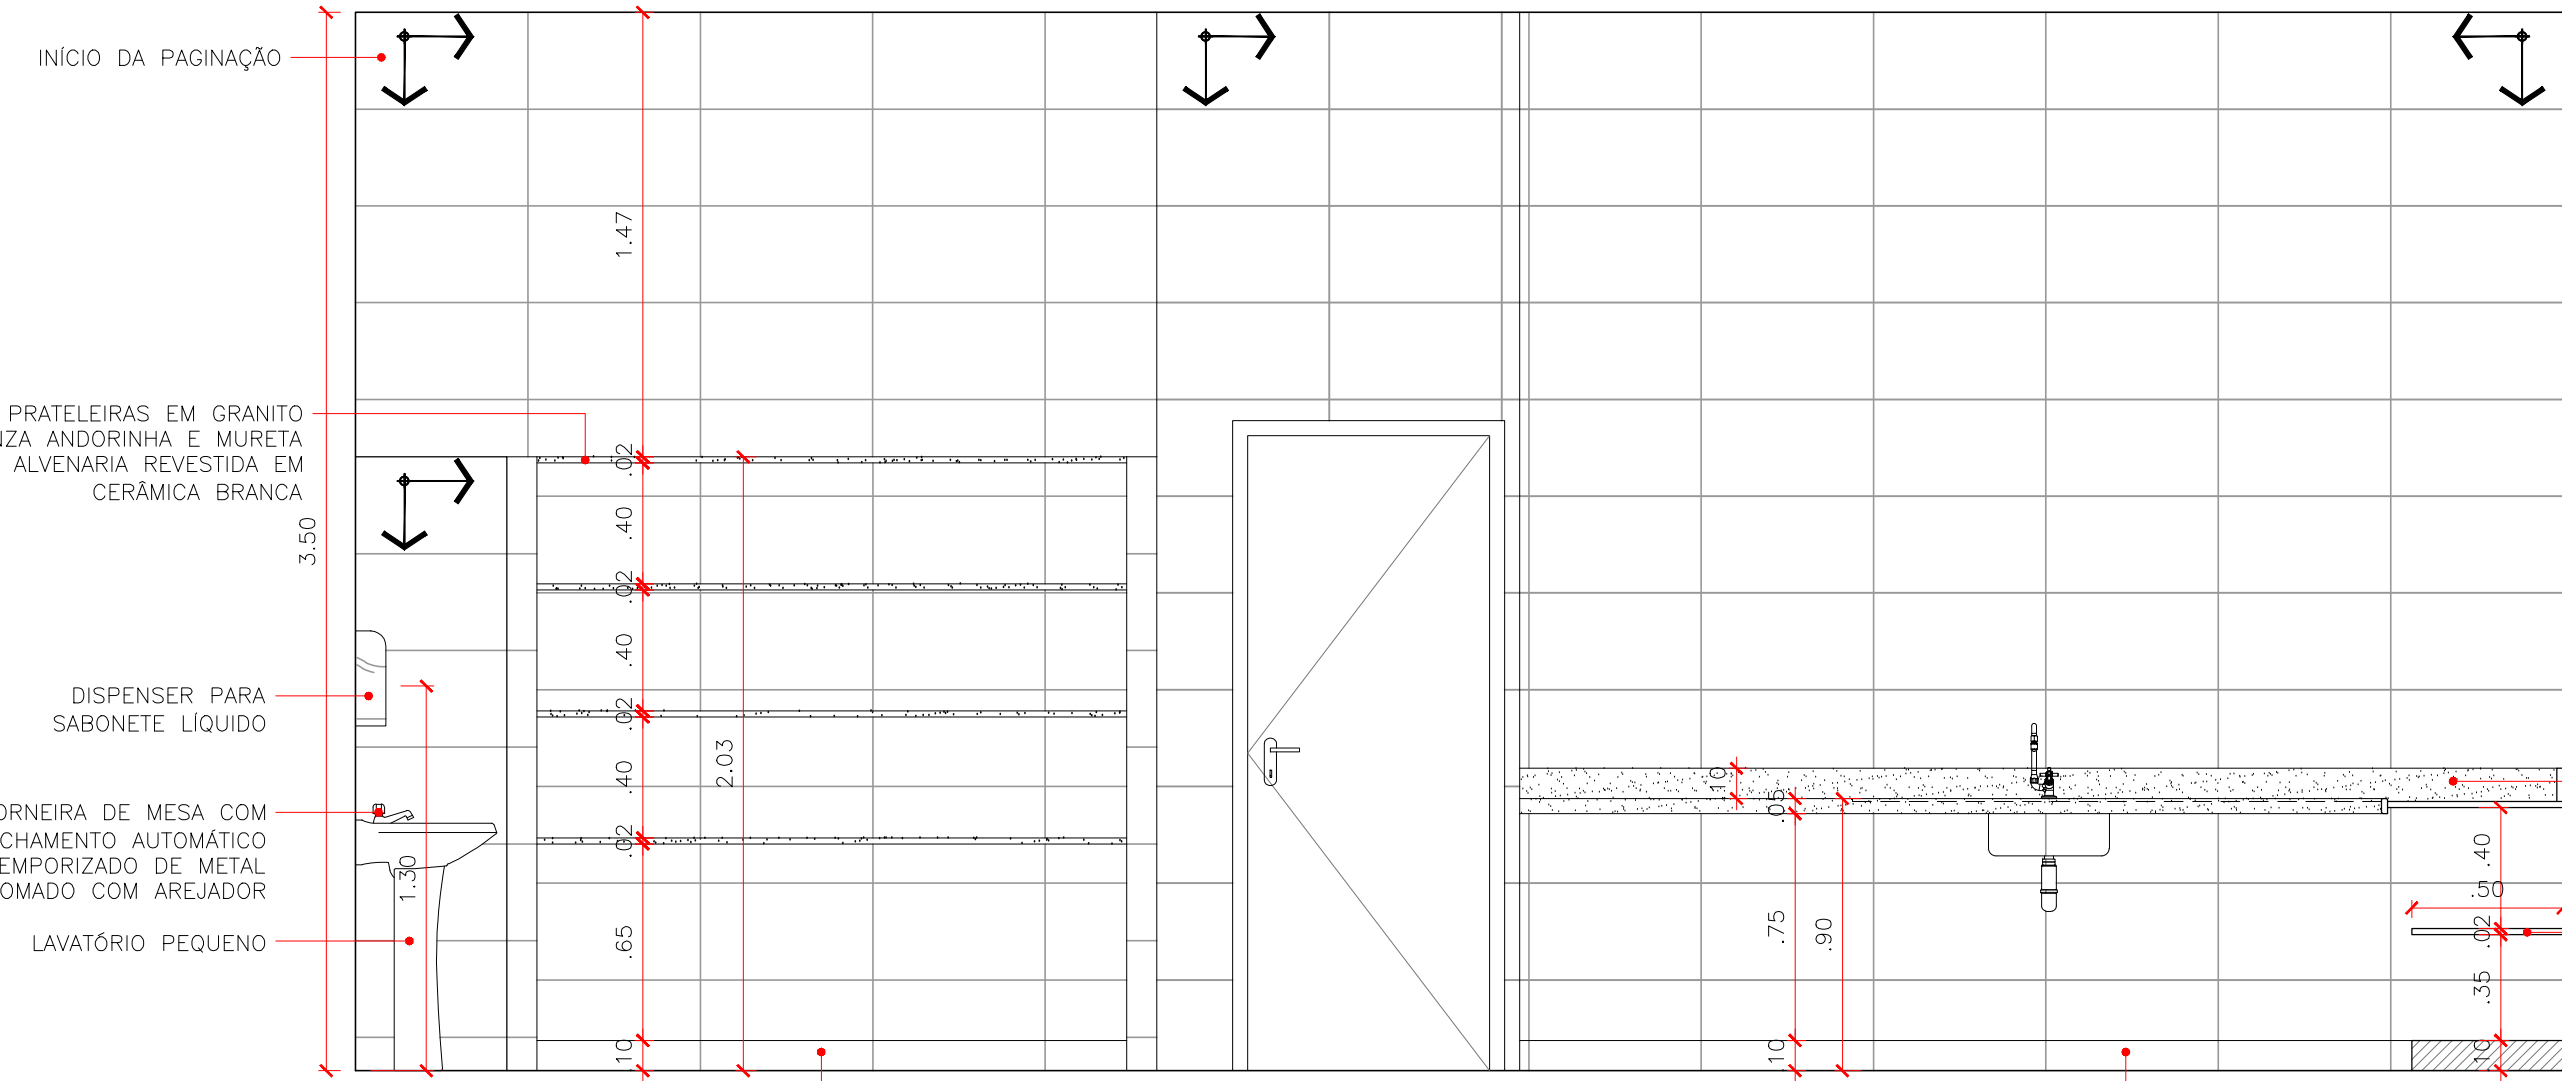 INÍCIO DA PAGINAÇÃO
1.47
PRATELEIRAS EM GRANITO
NZA ANDORINHA E MURETA
ALVENARIA REVESTIDA EM
CERÂMICA BRANCA
3.50
.02
.40
.02
.40
.02
.40
.02
.65
.10
2.03
DISPENSER PARA
SABONETE LÍQUIDO
ORNEIRA DE MESA COM
CHAMENTO AUTOMÁTICO
EMPORIZADO DE METAL
OMADO COM AREJADOR
1.30
LAVATÓRIO PEQUENO
.10
.05
.75
.90
.10
.40
.50
.02
.35
.10